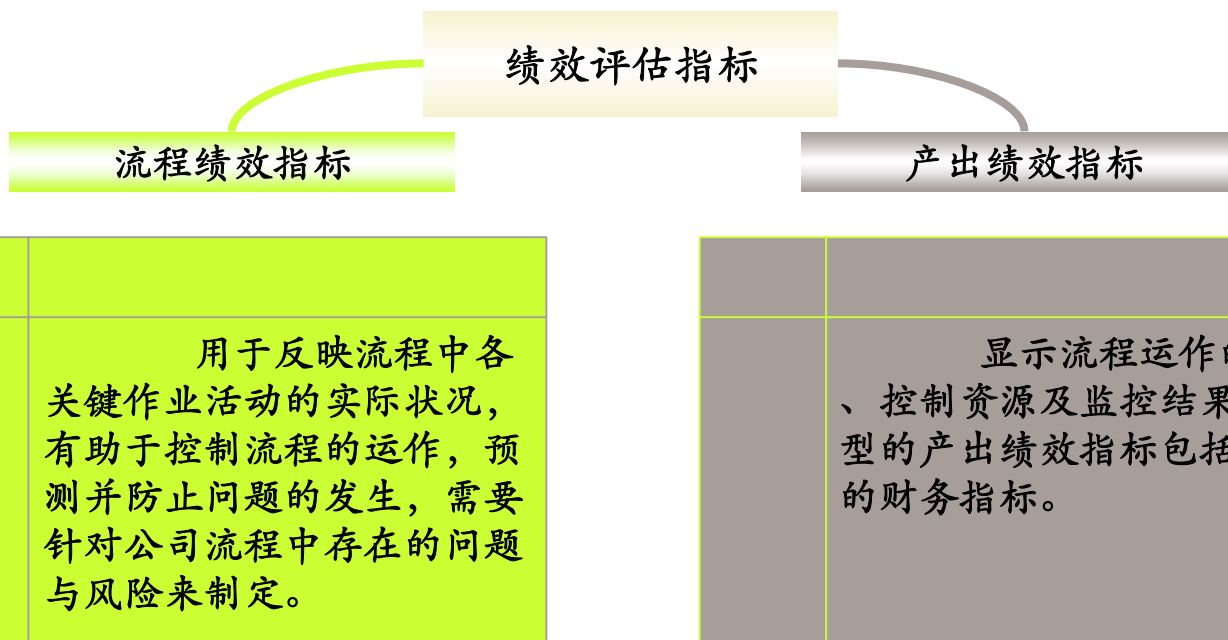 绩效评估指标
流程绩效指标
产出绩效指标
用于反映流程中各
关键作业活动的实际状况，
有助于控制流程的运作，预
测并防止问题的发生，需要
针对公司流程中存在的问题
与风险来制定。
显示流程运作的
、控制资源及监控结果
型的产出绩效指标包括
的财务指标。